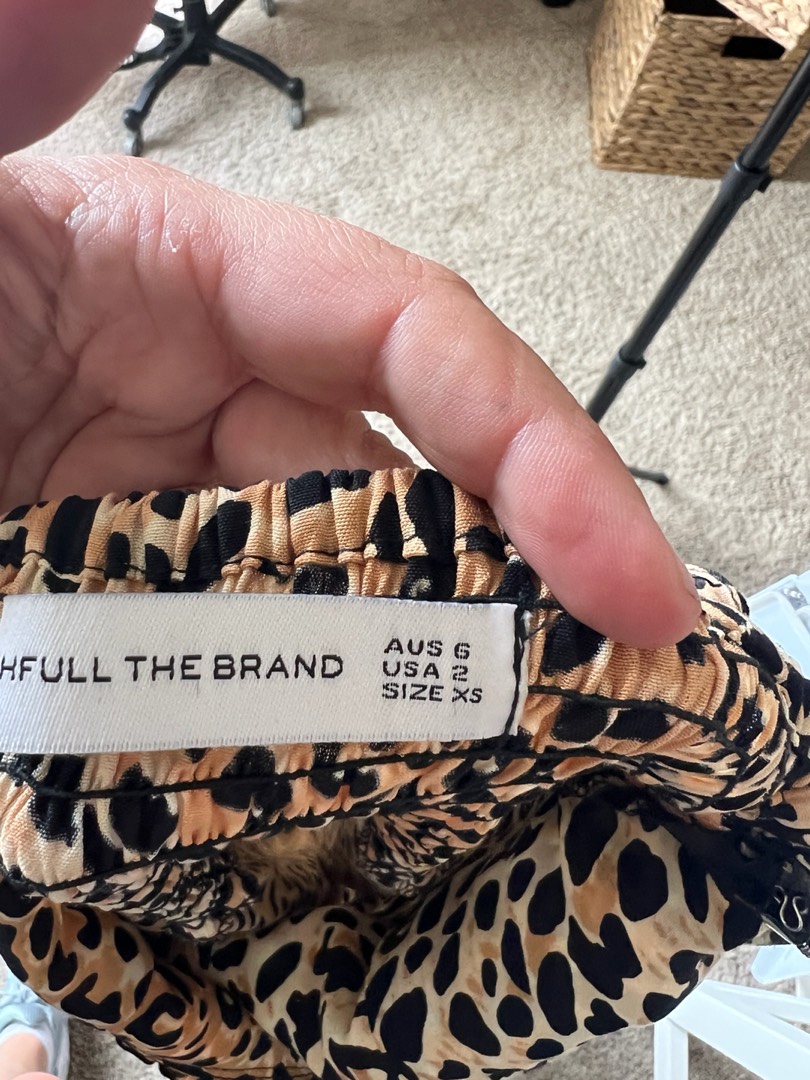 HFULL THE BRAND
AUS 6
USA 2
SIZE XS